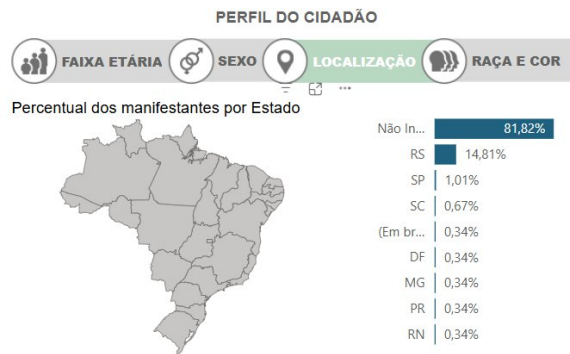 PERFIL DO CIDADÃO
FAIXA ETÁRIA
SEXO
LOCALIZAÇÃO
RAÇA E COR
Percentual dos manifestantes por Estado
Não In... 81,82%
RS 14,81%
SP 1,01%
SC 0,67%
(Em br... 0,34%
DF 0,34%
MG 0,34%
PR 0,34%
RN 0,34%